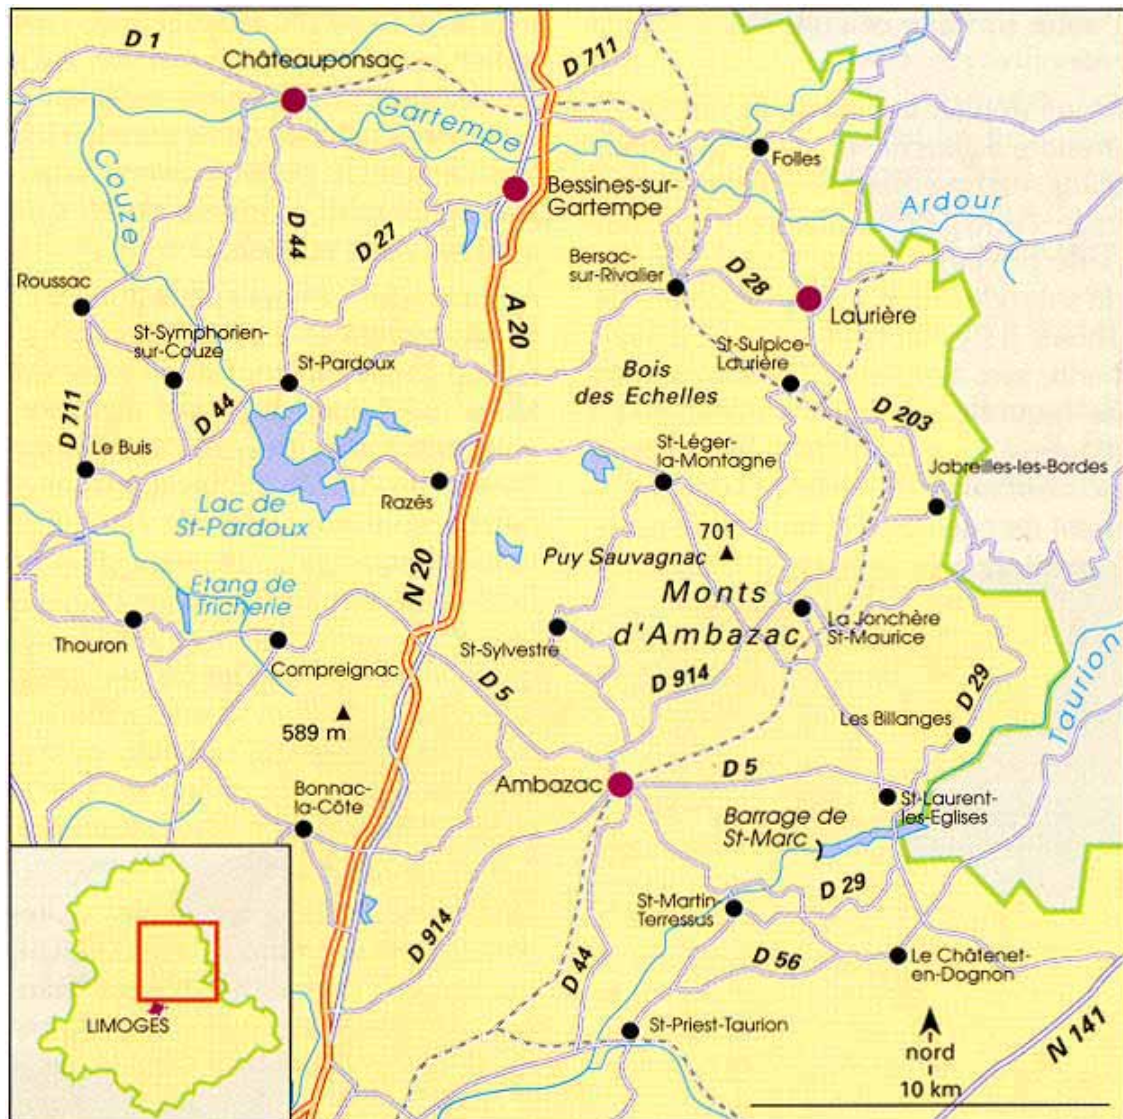 D 1
Châteauponsac
D 711
Gartempe
Couze
Folles
Bessines-sur-
Gartempe
Ardour
D 44
D 27
Bersac-
sur-Rivalier
D 28
Roussac
A 20
Laurière
St-Symphorien-
sur-Couze
St-Pardoux
St-Sulpice-
Laurière
Bois
des Echelles
D 711
D 44
D 203
Le Buis
St-Léger-
la-Montagne
Jabreilles-les-Bordes
Lac de
St-Pardoux
Razès
701
Puy Sauvagnac
N 20
Etang de
Tricherie
Monts
d'Ambazac
La Jonchère
St-Maurice
Thouron
Compreignac
St-Sylvestre
D 5
D 914
D 29
Taurion
589 m
Les Billanges
Ambazac
D 5
Bonnac-
la-Côte
St-Laurent-
les-Eglises
Barrage de
St-Marc
D 29
St-Martin-
Terressus
D 914
D 44
D 56
Le Châtenet-
en-Dognon
LIMOGES
St-Priest-Taurion
nord
10 km
N 141